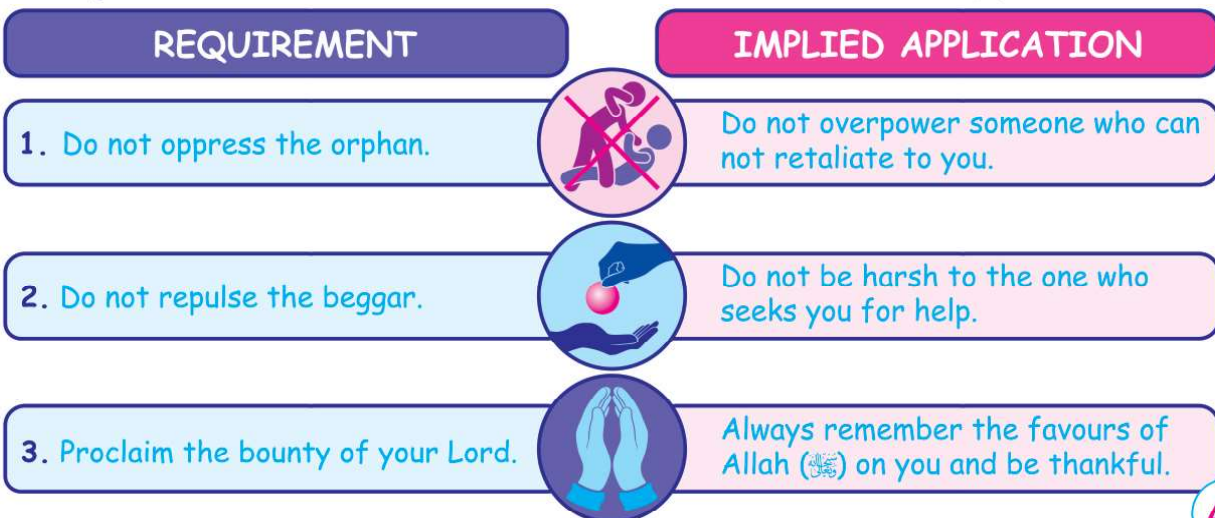 REQUIREMENT
IMPLIED APPLICATION
1. Do not oppress the orphan.
Do not overpower someone who can
not retaliate to you.
2. Do not repulse the beggar.
Do not be harsh to the one who
seeks you for help.
3. Proclaim the bounty of your Lord.
Always remember the favours of
Allah (سبحانه وتعالى) on you and be thankful.